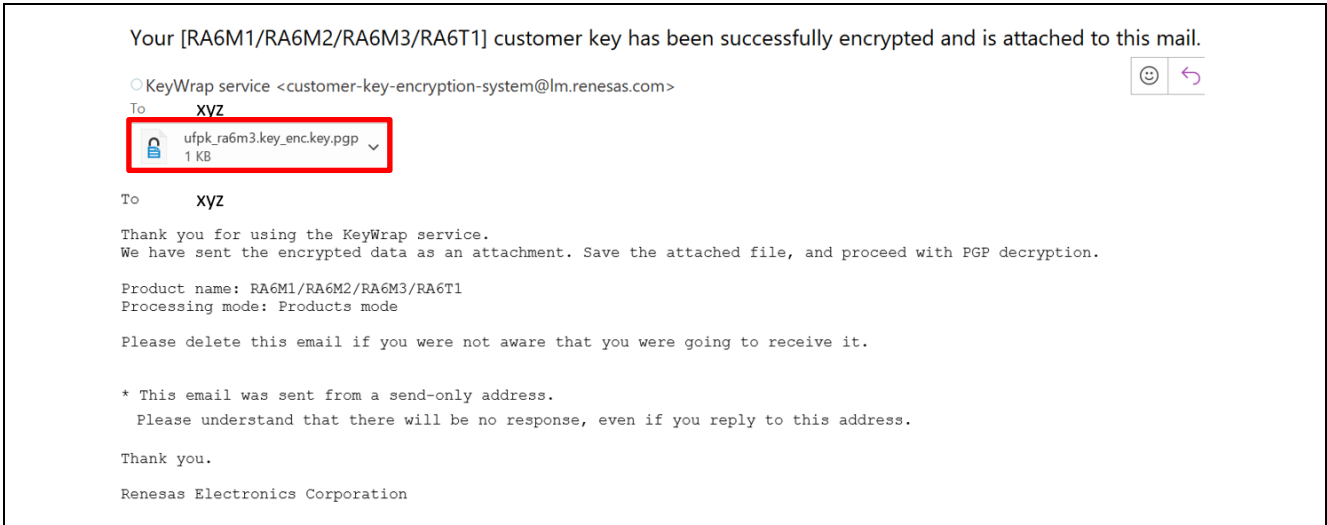 Your [RA6M1/RA6M2/RA6M3/RA6T1] customer key has been successfully encrypted and is attached to this mail.
KeyWrap service <customer-key-encryption-system@lm.renesas.com>
To xyz
ufpk_ra6m3.key_enc.key.pgp
1 KB
To xyz
Thank you for using the KeyWrap service.
We have sent the encrypted data as an attachment. Save the attached file, and proceed with PGP decryption.
Product name: RA6M1/RA6M2/RA6M3/RA6T1
Processing mode: Products mode
Please delete this email if you were not aware that you were going to receive it.
* This email was sent from a send-only address.
Please understand that there will be no response, even if you reply to this address.
Thank you.
Renesas Electronics Corporation